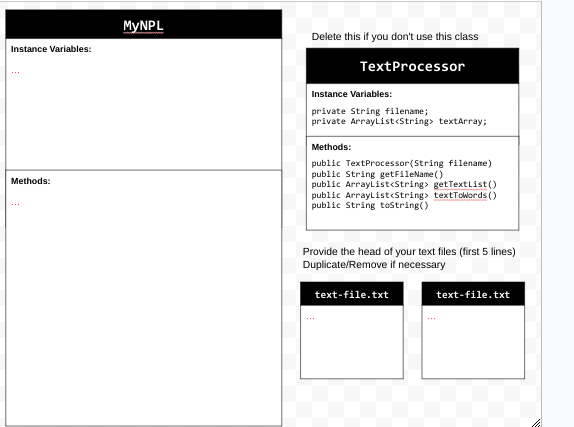 MyNPL
Instance Variables:
...
Methods:
...
Delete this if you don't use this class
TextProcessor
Instance Variables:
private String filename;
private ArrayList<String> textArray;
Methods:
public TextProcessor(String filename)
public String getFileName()
public ArrayList<String> getTextList()
public ArrayList<String> textToWords()
public String toString()
Provide the head of your text files (first 5 lines)
Duplicate/Remove if necessary
text-file.txt
...
text-file.txt
...